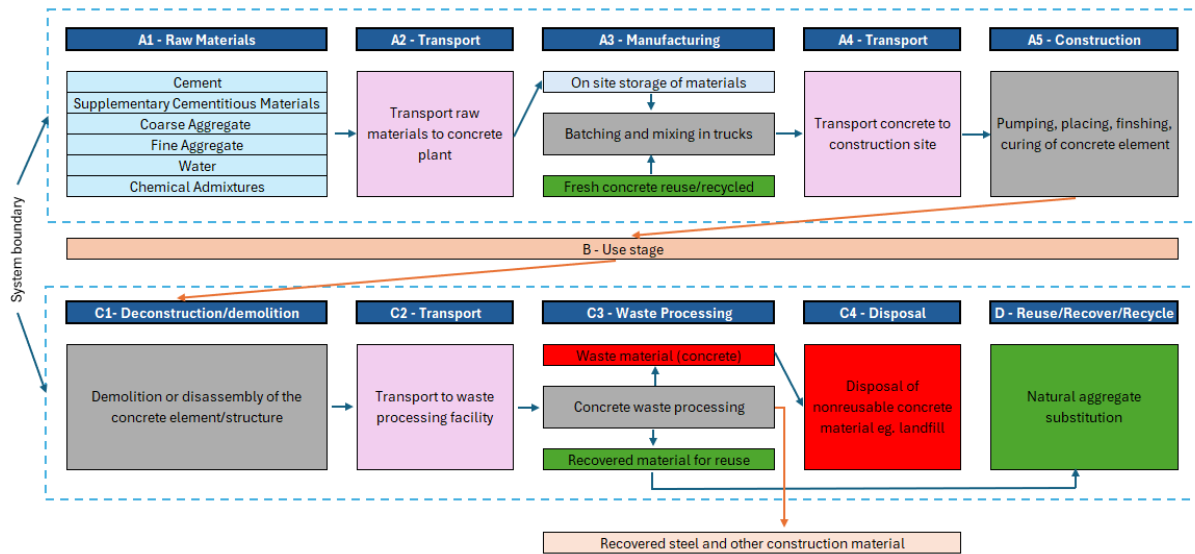 A1 - Raw Materials
A2 - Transport
A3 - Manufacturing
A4 - Transport
A5 - Construction
Cement
Supplementary Cementitious Materials
Coarse Aggregate
Fine Aggregate
Water
Chemical Admixtures
Transport raw
materials to concrete
plant
On site storage of materials
Batching and mixing in trucks
Fresh concrete reuse/recycled
Transport concrete to
construction site
Pumping, placing, finshing,
curing of concrete element
System boundary
B - Use stage
C1- Deconstruction/demolition
C2 - Transport
C3 - Waste Processing
C4 - Disposal
D - Reuse/Recover/Recycle
Demolition or disassembly of the
concrete element/structure
Transport to waste
processing facility
Waste material (concrete)
Concrete waste processing
Recovered material for reuse
Disposal of
nonreusable concrete
material eg. landfill
Natural aggregate
substitution
Recovered steel and other construction material